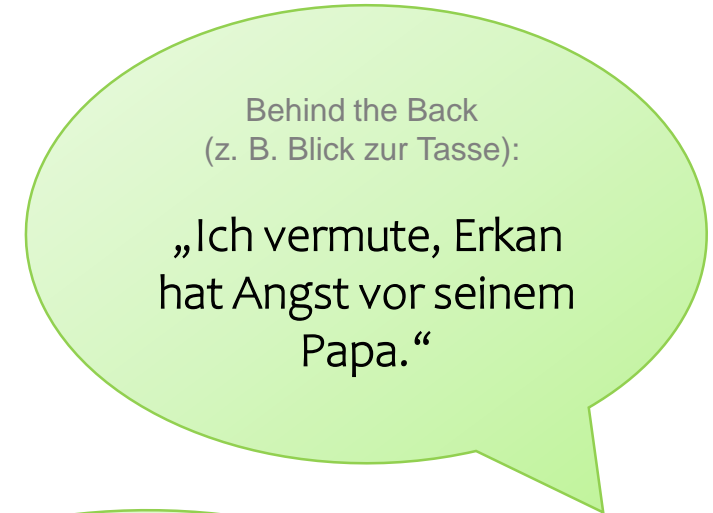 Behind the Back
(z. B. Blick zur Tasse):
„Ich vermute, Erkan
hat Angst vor seinem
Papa.“